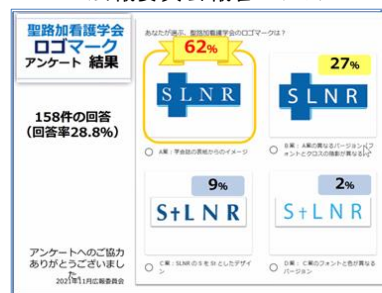 聖路加看護学会
ロゴマーク
アンケート 結果
158件の回答
(回答率28.8%)
アンケートへのご協力
ありがとうございまし
た
2021年11月広報委員会
あなたが選ぶ、聖路加看護学会のロゴマークは？
62%
SLNR
A案：学会誌の表紙からのイメージ
27%
SLNR
B案：A案の異なるバージョン（フ
ォントとクロスの陰影が異なる）
9%
StLNR
C案：SLNRのSをStとしたデザイ
ン
2%
StLNR
D案：C案のフォントと色が異なる
バージョン